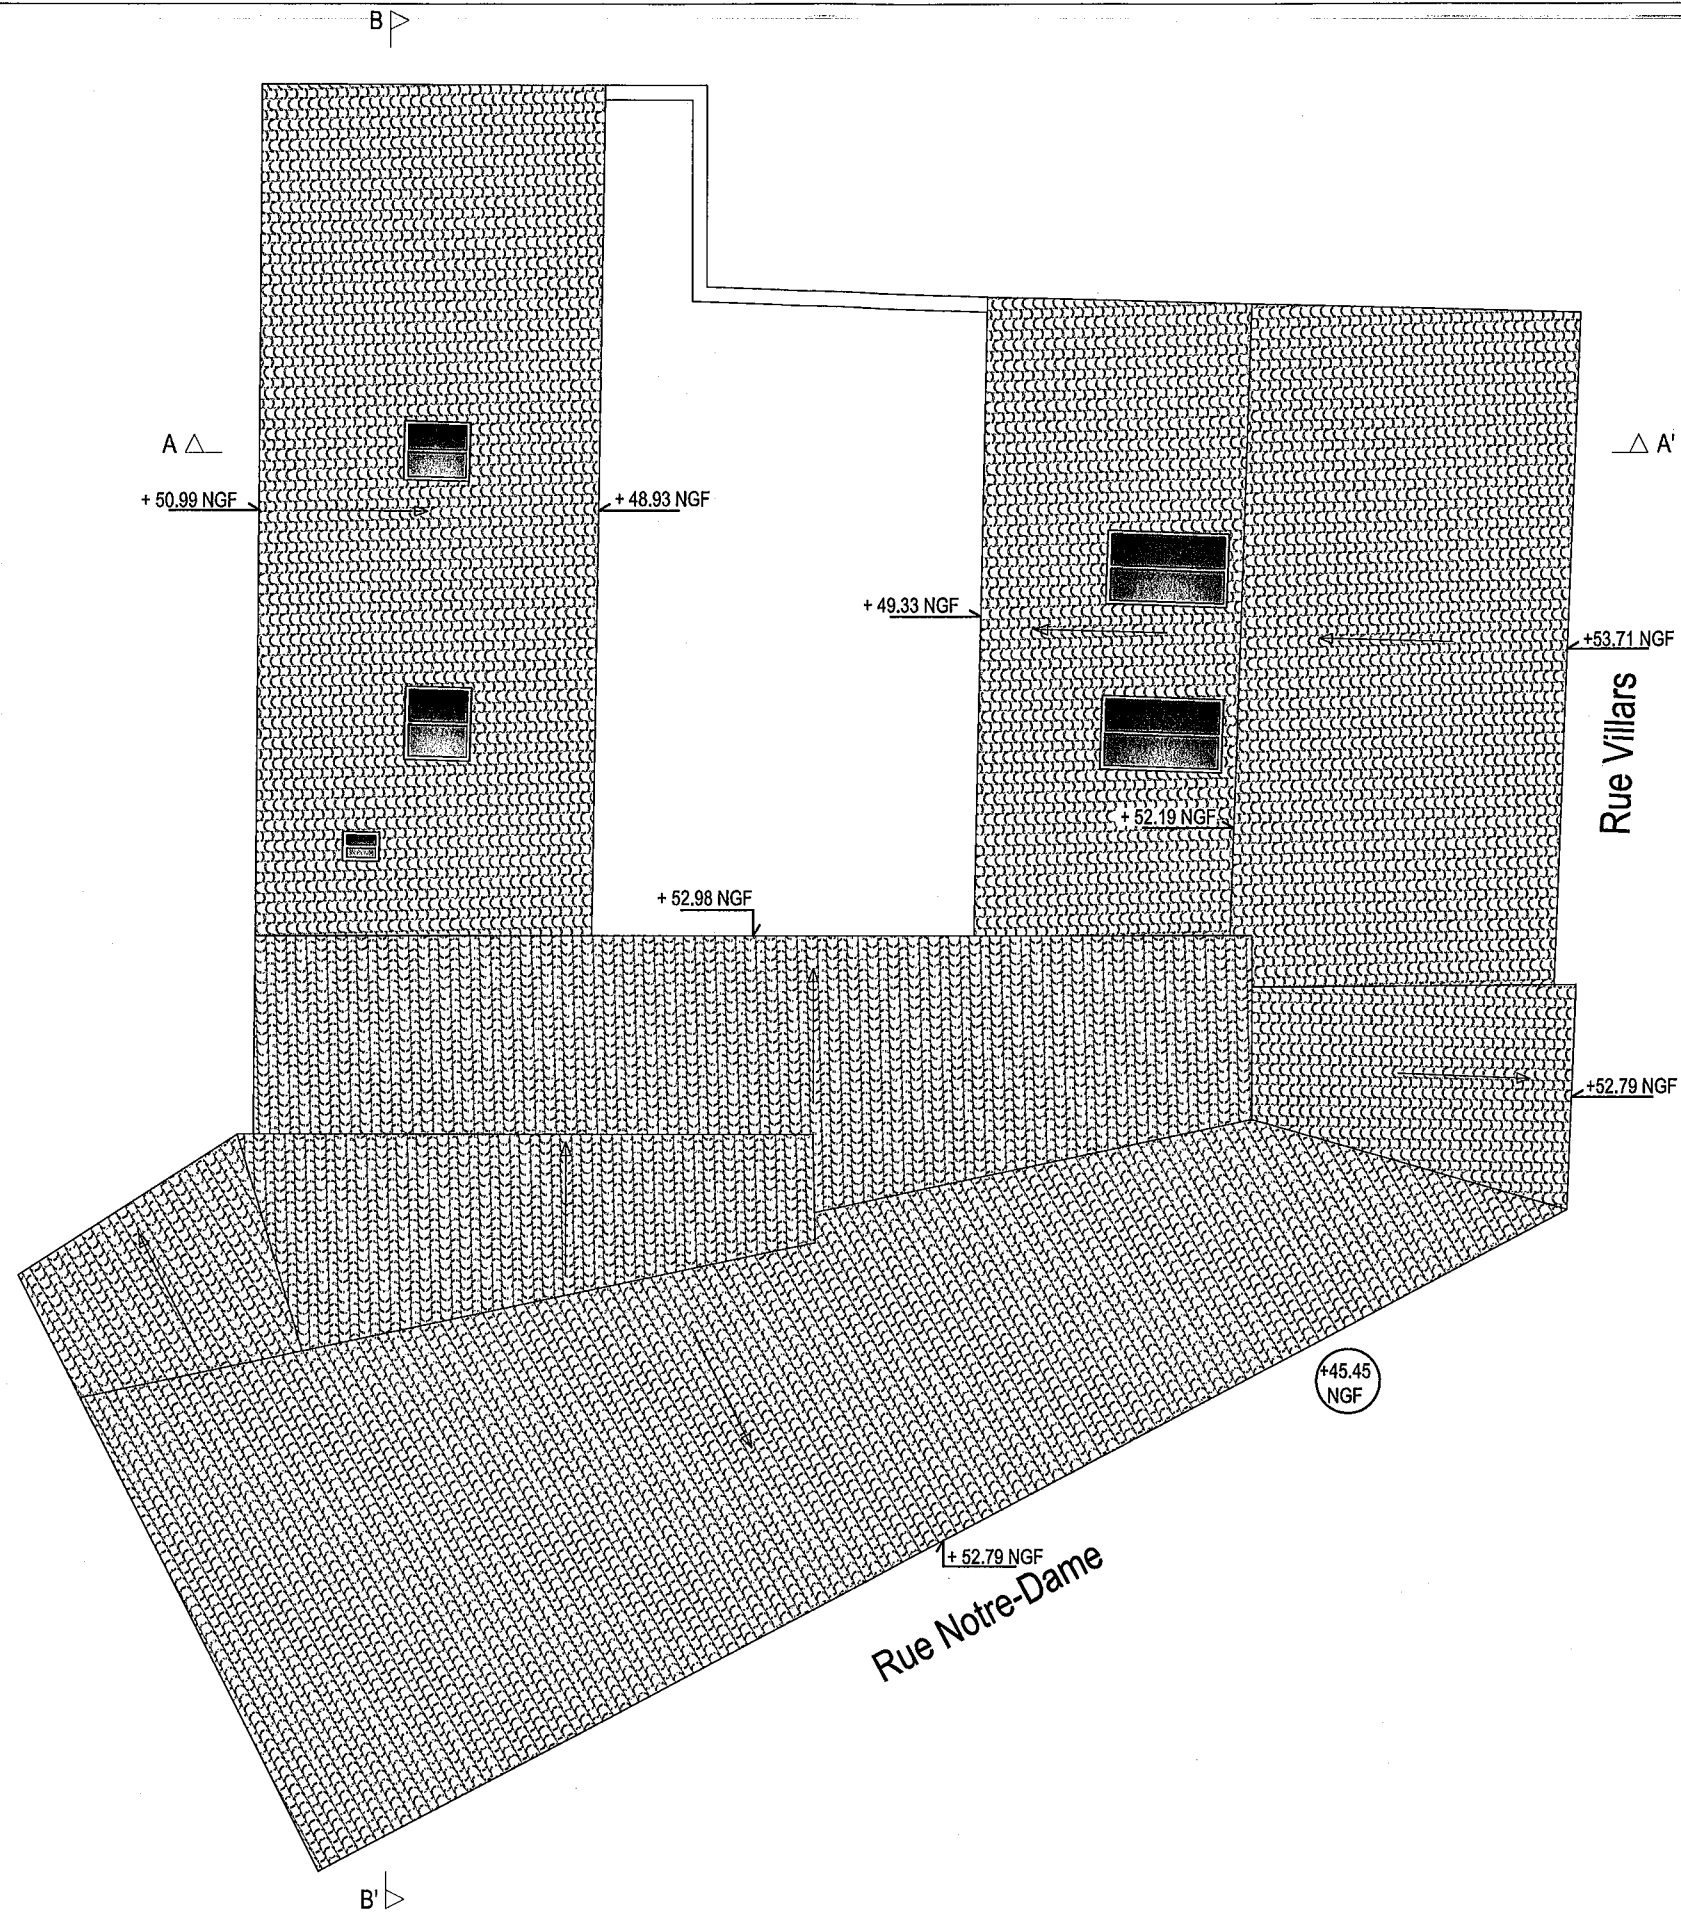 B
A
A'
+ 50.99 NGF
+ 48.93 NGF
+ 49.33 NGF
+53.71 NGF
Rue Villars
+ 52.19 NGF
+ 52.98 NGF
+52.79 NGF
+45.45
NGF
+ 52.79 NGF
Rue Notre-Dame
B'